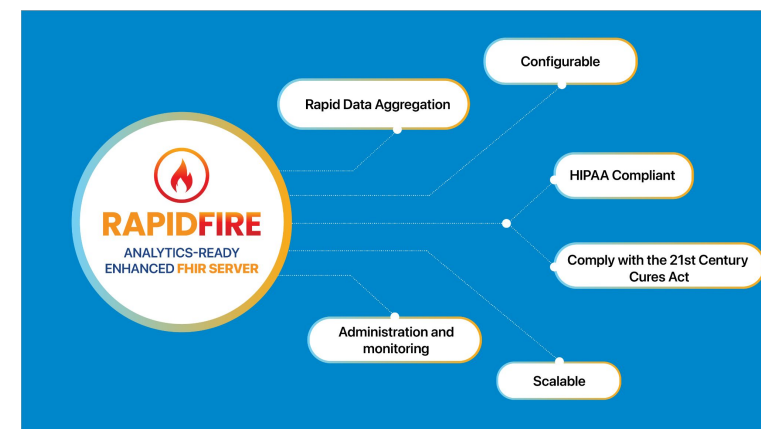 Configurable
Rapid Data Aggregation
HIPAA Compliant
RAPIDFIRE
ANALYTICS-READY
ENHANCED FHIR SERVER
Comply with the 21st Century
Cures Act
Administration and
monitoring
Scalable